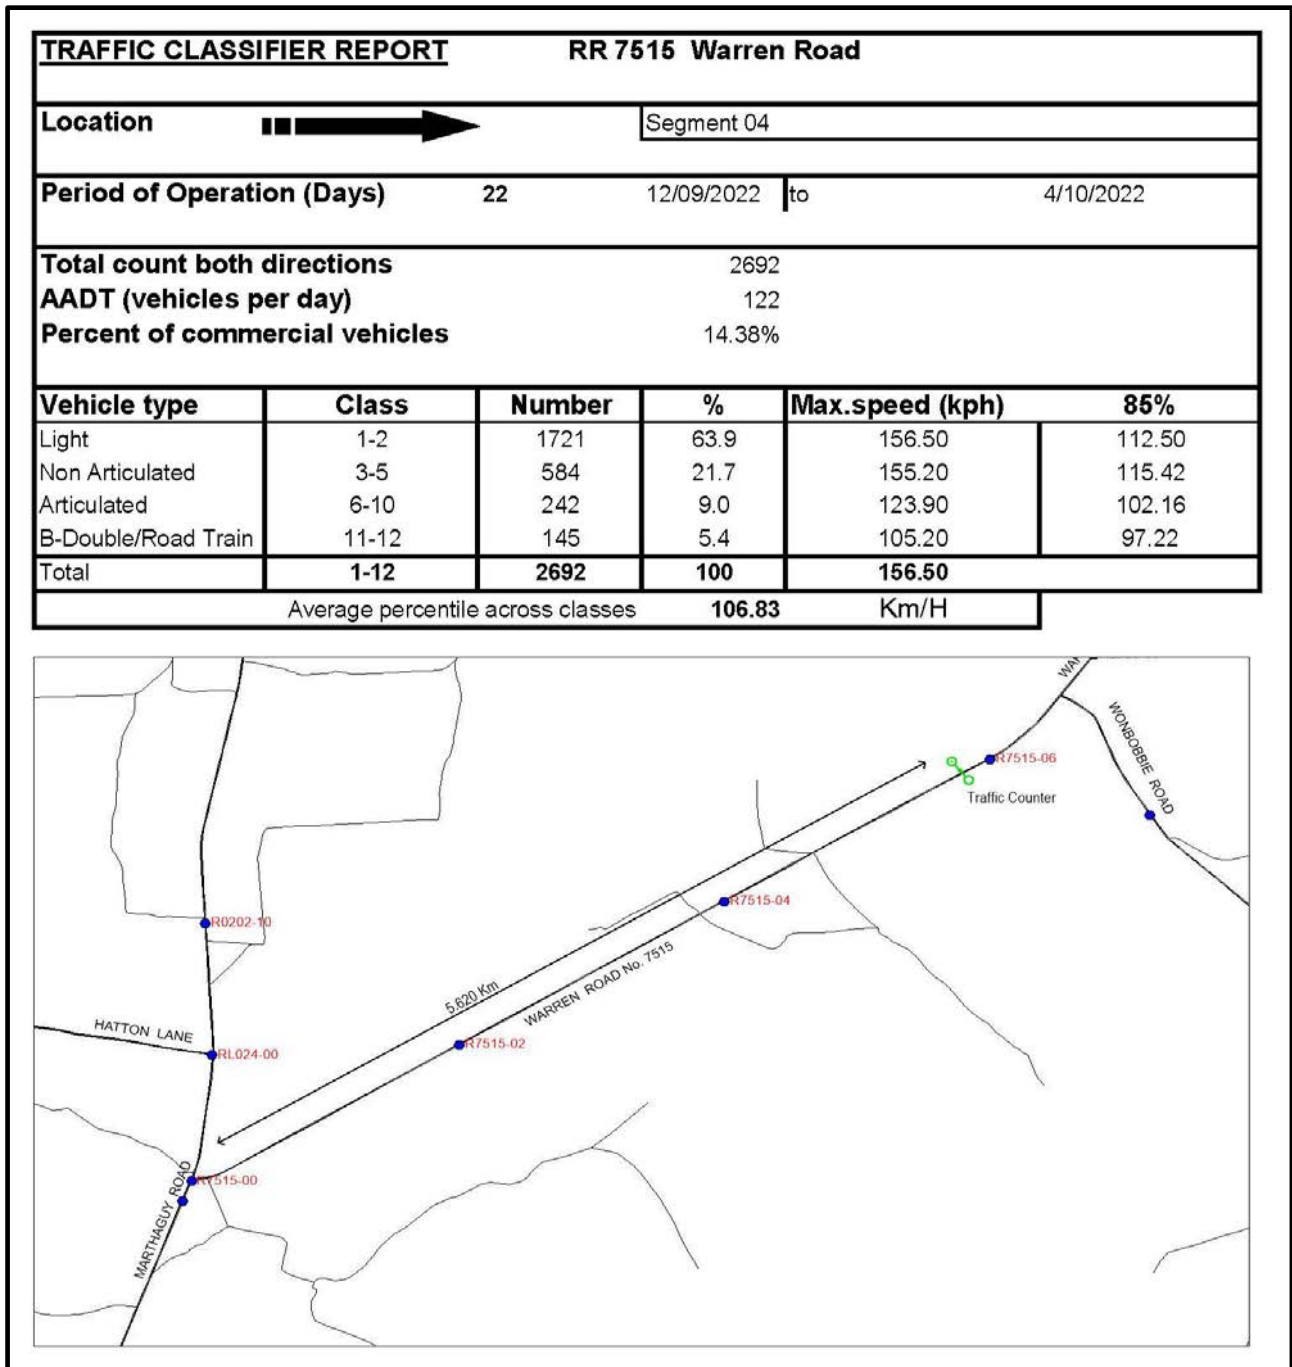 TRAFFIC CLASSIFIER REPORT RR 7515 Warren Road
Location Segment 04
Period of Operation (Days) 22 12/09/2022 to 4/10/2022
Total count both directions 2692
AADT (vehicles per day) 122
Percent of commercial vehicles 14.38%
Vehicle type Class Number % Max.speed (kph) 85%
Light 1-2 1721 63.9 156.50 112.50
Non Articulated 3-5 584 21.7 155.20 115.42
Articulated 6-10 242 9.0 123.90 102.16
B-Double/Road Train 11-12 145 5.4 105.20 97.22
Total 1-12 2692 100 156.50
Average percentile across classes 106.83 Km/H
WONBOBBIE ROAD
R7515-06
Traffic Counter
R7515-04
R0202-10
5.620 Km
WARREN ROAD No. 7515
HATTON LANE
R7515-02
RL024-00
R7515-00
MARTHAGUY ROAD